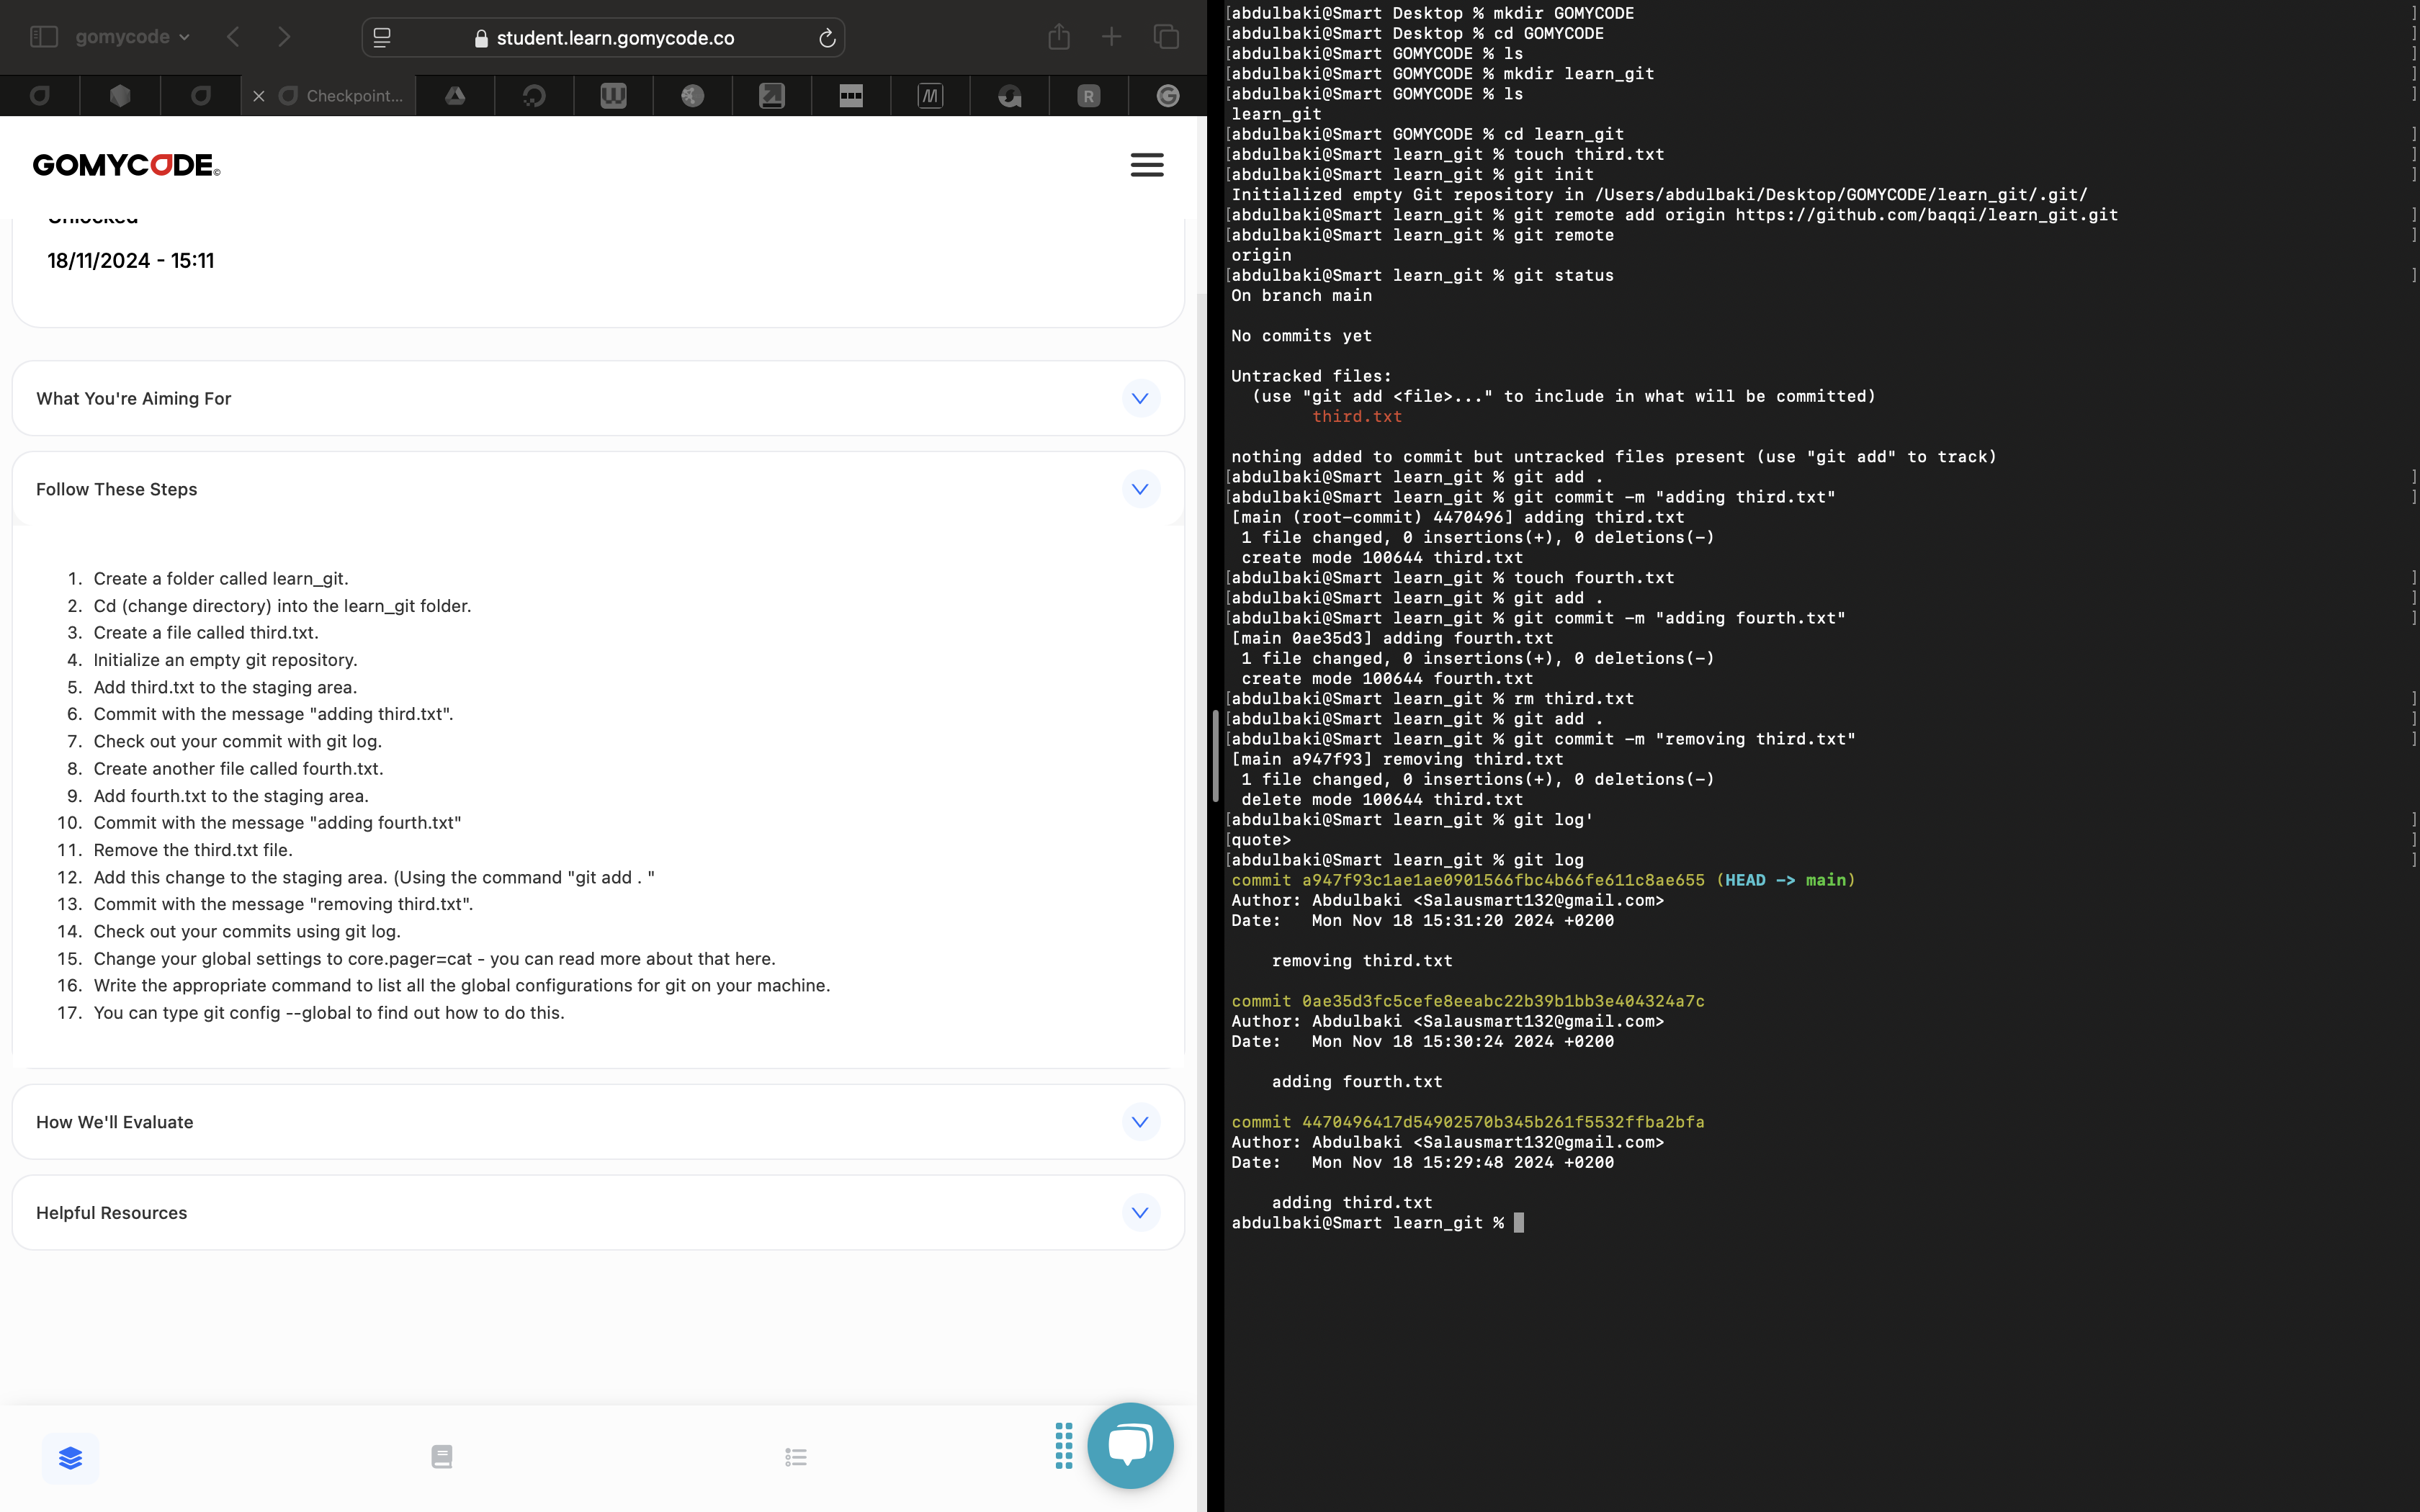 gomycode
student.learn.gomycode.co
Checkpoint...
GOMYCODE©
Unlocked
18/11/2024 - 15:11
What You're Aiming For
Follow These Steps
1. Create a folder called learn_git.
2. Cd (change directory) into the learn_git folder.
3. Create a file called third.txt.
4. Initialize an empty git repository.
5. Add third.txt to the staging area.
6. Commit with the message "adding third.txt".
7. Check out your commit with git log.
8. Create another file called fourth.txt.
9. Add fourth.txt to the staging area.
10. Commit with the message "adding fourth.txt"
11. Remove the third.txt file.
12. Add this change to the staging area. (Using the command "git add . "
13. Commit with the message "removing third.txt".
14. Check out your commits using git log.
15. Change your global settings to core.pager=cat - you can read more about that here.
16. Write the appropriate command to list all the global configurations for git on your machine.
17. You can type git config --global to find out how to do this.
How We'll Evaluate
Helpful Resources
[abdulbaki@Smart Desktop % mkdir GOMYCODE ]
[abdulbaki@Smart Desktop % cd GOMYCODE ]
[abdulbaki@Smart GOMYCODE % ls ]
[abdulbaki@Smart GOMYCODE % mkdir learn_git ]
[abdulbaki@Smart GOMYCODE % ls ]
learn_git
[abdulbaki@Smart GOMYCODE % cd learn_git ]
[abdulbaki@Smart learn_git % touch third.txt ]
[abdulbaki@Smart learn_git % git init ]
Initialized empty Git repository in /Users/abdulbaki/Desktop/GOMYCODE/learn_git/.git/
[abdulbaki@Smart learn_git % git remote add origin https://github.com/baqqi/learn_git.git ]
[abdulbaki@Smart learn_git % git remote ]
origin
[abdulbaki@Smart learn_git % git status ]
On branch main
No commits yet
Untracked files:
(use "git add <file>..." to include in what will be committed)
third.txt
nothing added to commit but untracked files present (use "git add" to track)
[abdulbaki@Smart learn_git % git add . ]
[abdulbaki@Smart learn_git % git commit -m "adding third.txt" ]
[main (root-commit) 4470496] adding third.txt
1 file changed, 0 insertions(+), 0 deletions(-)
create mode 100644 third.txt
[abdulbaki@Smart learn_git % touch fourth.txt ]
[abdulbaki@Smart learn_git % git add . ]
[abdulbaki@Smart learn_git % git commit -m "adding fourth.txt" ]
[main 0ae35d3] adding fourth.txt
1 file changed, 0 insertions(+), 0 deletions(-)
create mode 100644 fourth.txt
[abdulbaki@Smart learn_git % rm third.txt ]
[abdulbaki@Smart learn_git % git add . ]
[abdulbaki@Smart learn_git % git commit -m "removing third.txt" ]
[main a947f93] removing third.txt
1 file changed, 0 insertions(+), 0 deletions(-)
delete mode 100644 third.txt
[abdulbaki@Smart learn_git % git log' ]
[quote> ]
[abdulbaki@Smart learn_git % git log ]
commit a947f93c1ae1ae0901566fbc4b66fe611c8ae655 (HEAD -> main)
Author: Abdulbaki <Salausmart132@gmail.com>
Date: Mon Nov 18 15:31:20 2024 +0200
removing third.txt
commit 0ae35d3fc5cefe8eeabc22b39b1bb3e404324a7c
Author: Abdulbaki <Salausmart132@gmail.com>
Date: Mon Nov 18 15:30:24 2024 +0200
adding fourth.txt
commit 4470496417d54902570b345b261f5532ffba2bfa
Author: Abdulbaki <Salausmart132@gmail.com>
Date: Mon Nov 18 15:29:48 2024 +0200
adding third.txt
abdulbaki@Smart learn_git %